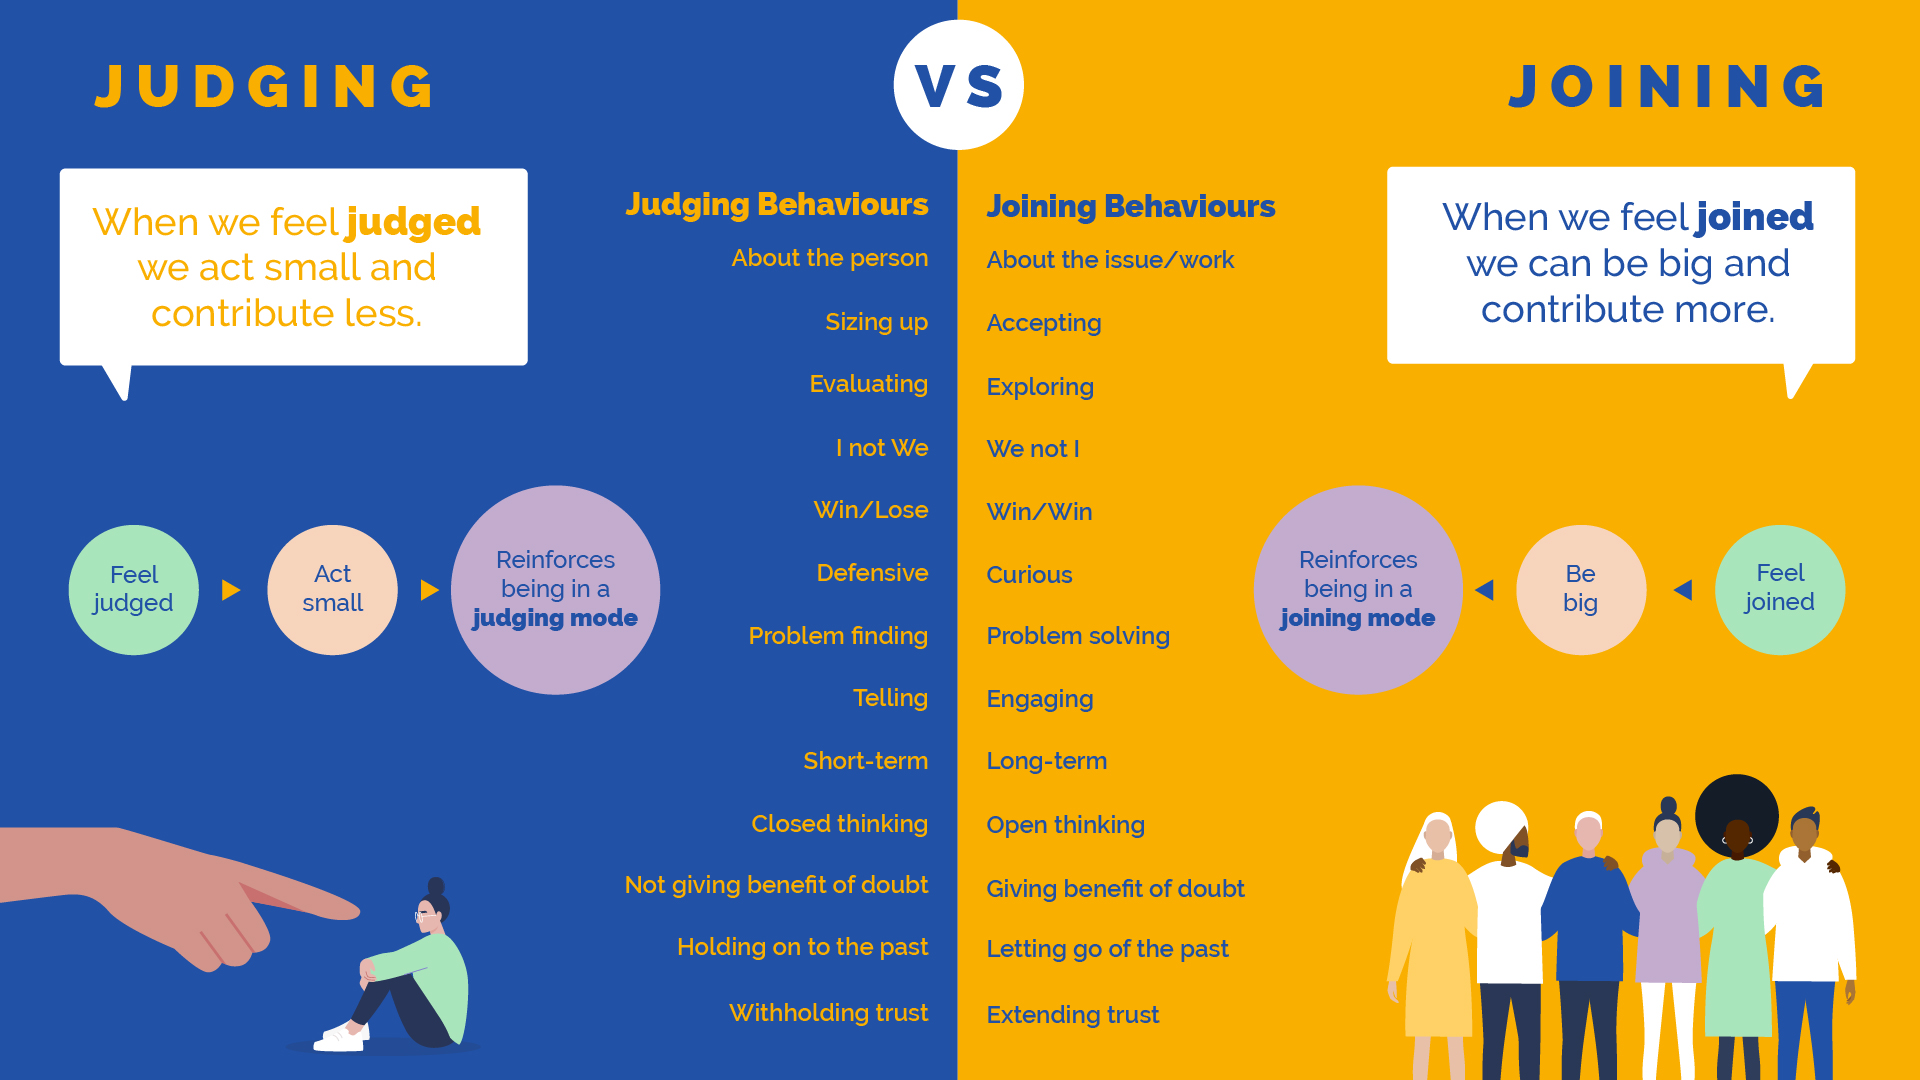 JUDGING
VS
JOINING
When we feel judged
we act small and
contribute less.
Judging Behaviours
About the person
Sizing up
Evaluating
I not We
Win/Lose
Defensive
Problem finding
Telling
Short-term
Closed thinking
Not giving benefit of doubt
Holding on to the past
Withholding trust
Joining Behaviours
About the issue/work
Accepting
Exploring
We not I
Win/Win
Curious
Problem solving
Engaging
Long-term
Open thinking
Giving benefit of doubt
Letting go of the past
Extending trust
When we feel joined
we can be big and
contribute more.
Feel
judged
Act
small
Reinforces
being in a
judging mode
Reinforces
being in a
joining mode
Be
big
Feel
joined